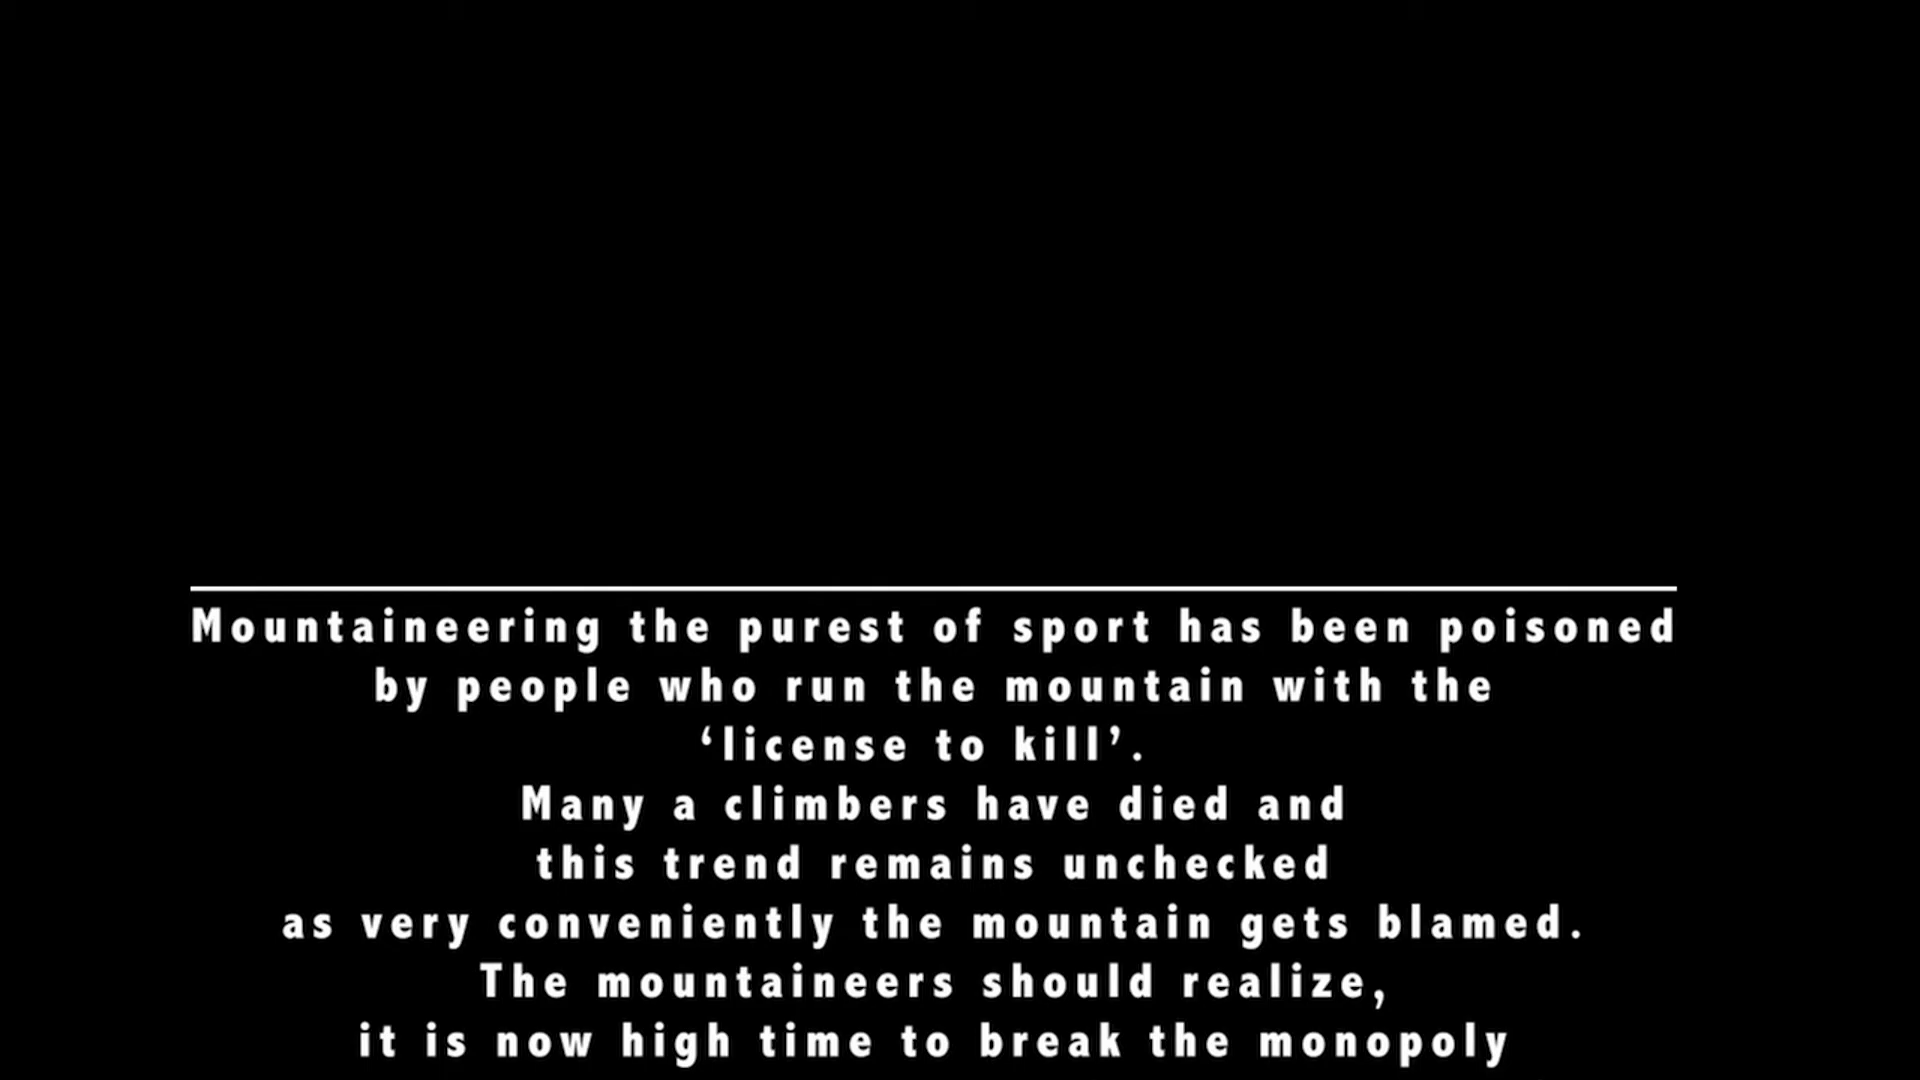 Mountaineering the purest of sport has been poisoned
by people who run the mountain with the
‘license to kill’.
Many a climbers have died and
this trend remains unchecked
as very conveniently the mountain gets blamed.
The mountaineers should realize,
it is now high time to break the monopoly